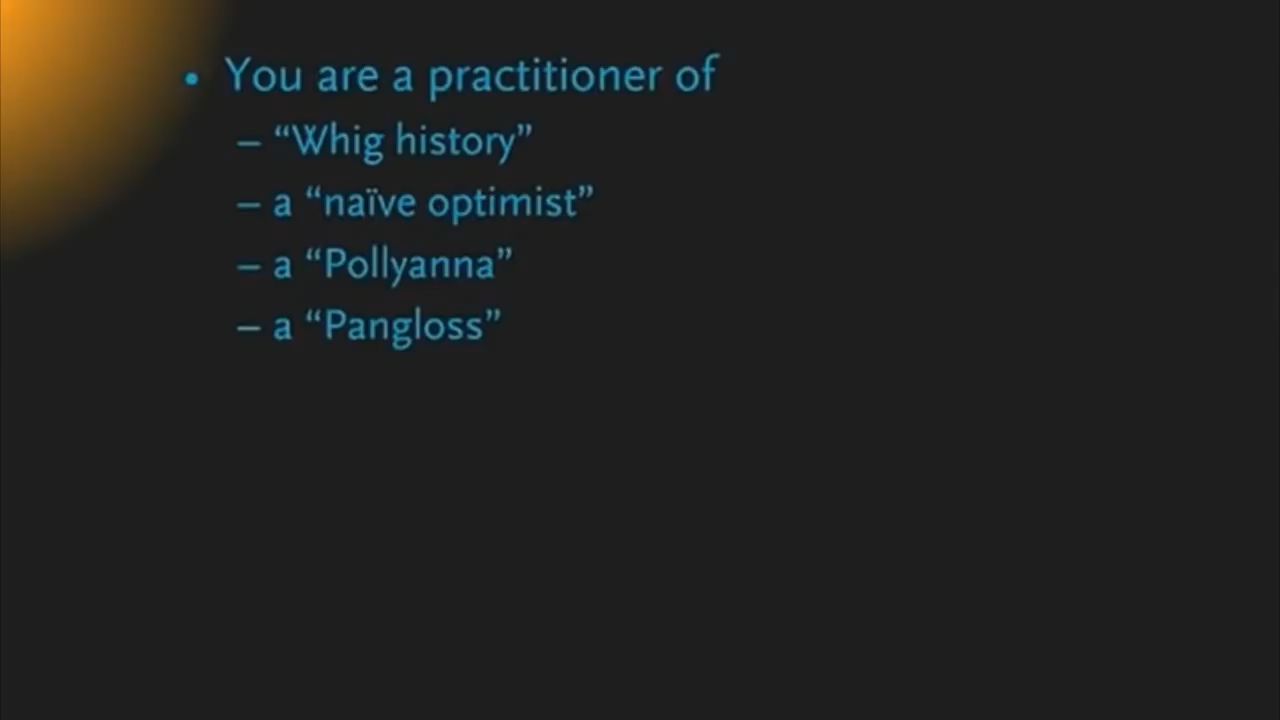 • You are a practitioner of
– “Whig history”
– a “naïve optimist”
– a “Pollyanna”
– a “Pangloss”